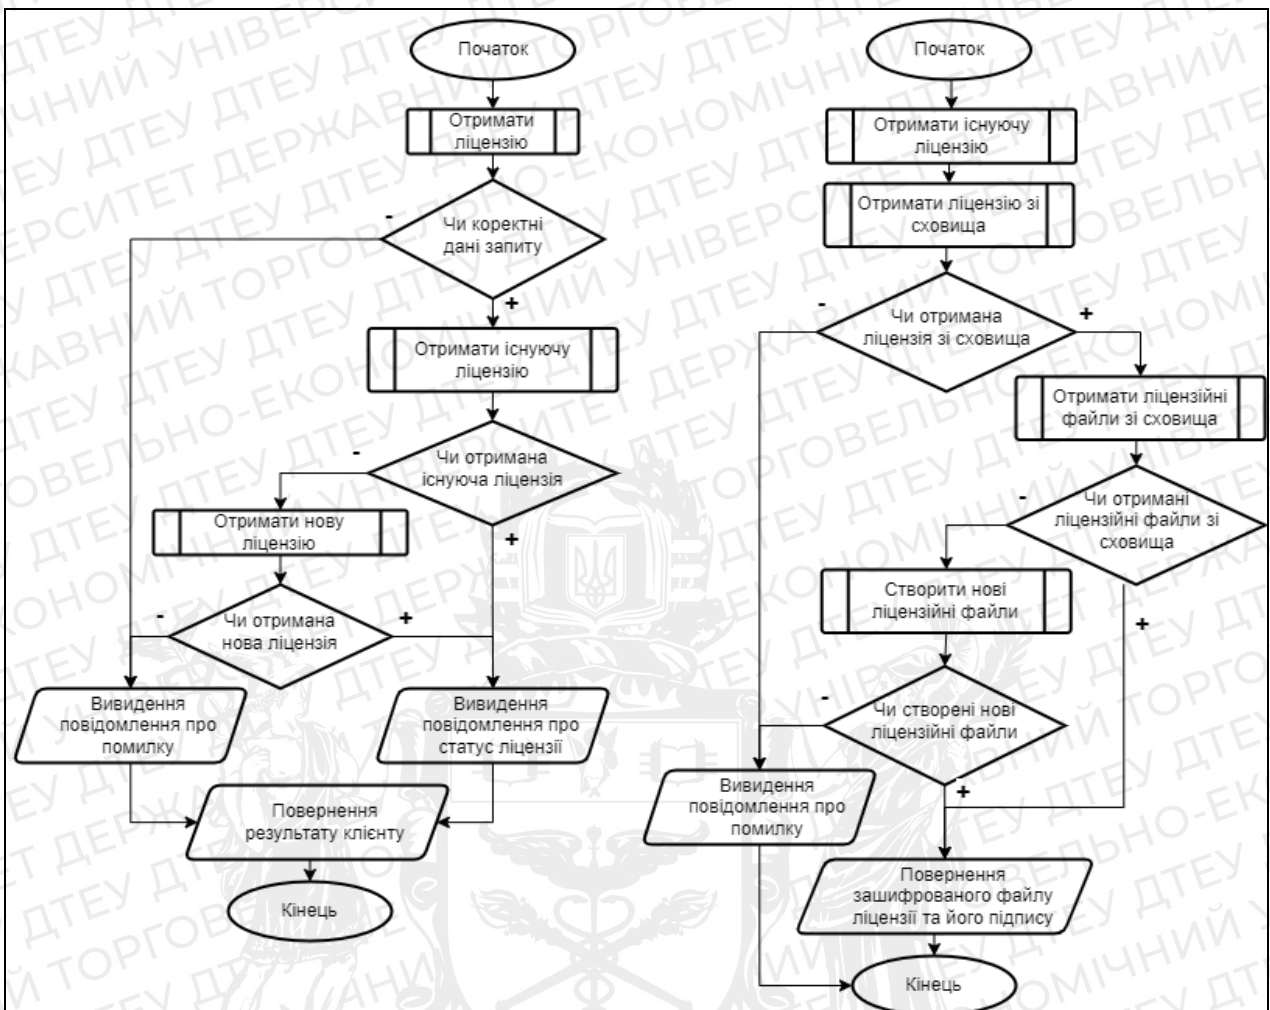 Початок
Отримати
ліцензію
Чи коректні
дані запиту
-
+
Отримати існуючу
ліцензію
Чи отримана
існуюча ліцензія
-
+
Отримати нову
ліцензію
Чи отримана
нова ліцензія
-
+
Вивидення
повідомлення про
помилку
Вивидення
повідомлення про
статус ліцензії
Повернення
результату клієнту
Кінець
Початок
Отримати існуючу
ліцензію
Отримати ліцензію зі
сховища
Чи отримана
ліцензія зі сховища
-
+
Отримати ліцензійні
файли зі сховища
Чи отримані
ліцензійні файли зі
сховища
-
+
Створити нові
ліцензійні файли
Чи створені нові
ліцензійні файли
-
+
Вивидення
повідомлення про
помилку
Повернення
зашифрованого файлу
ліцензії та його підпису
Кінець